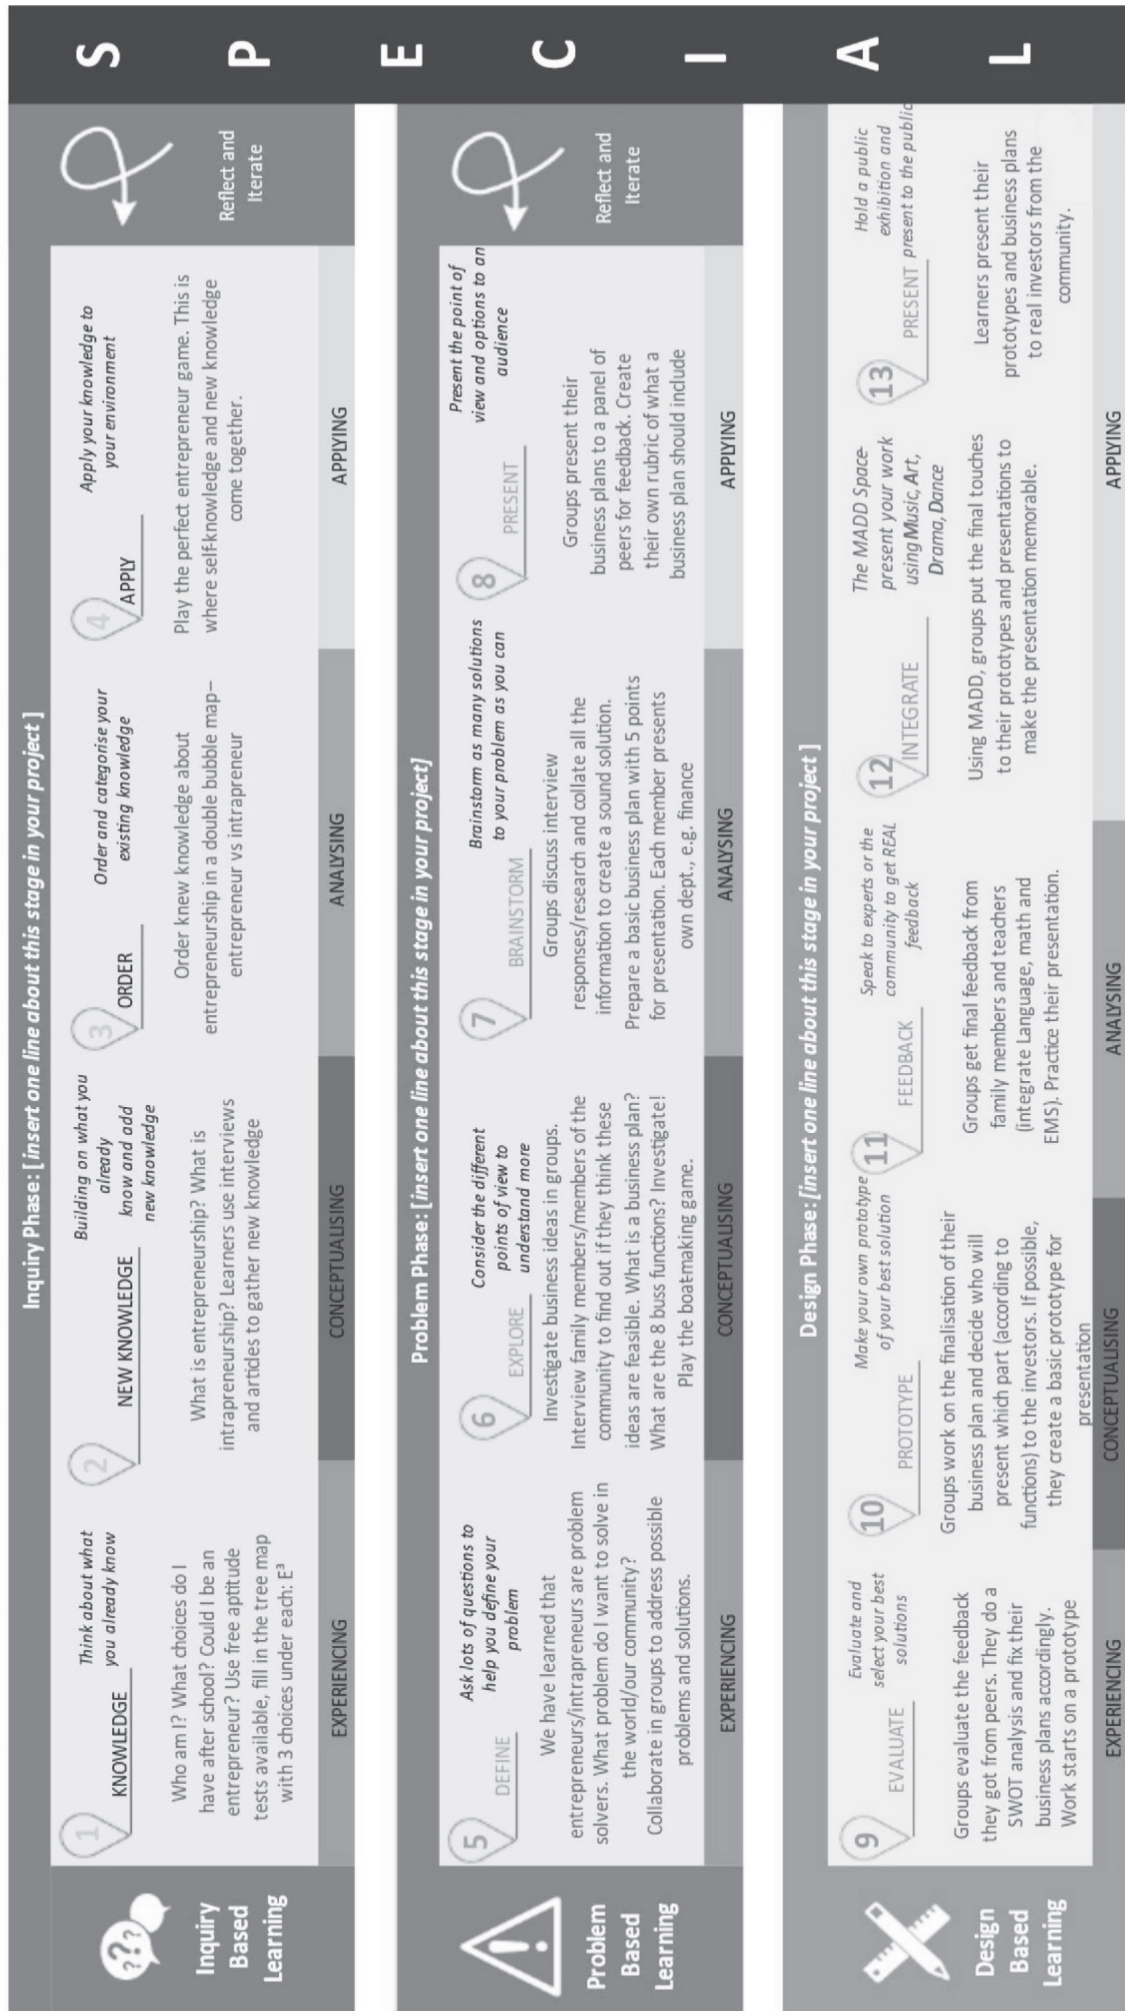 Inquiry Phase: [insert one line about this stage in your project ]
???
Inquiry
Based
Learning
1
KNOWLEDGE
Think about what
you already know
Who am I? What choices do I
have after school? Could I be an
entrepreneur? Use free aptitude
tests available, fill in the tree map
with 3 choices under each: E³
EXPERIENCING
2
NEW KNOWLEDGE
Building on what you
already
know and add
new knowledge
What is entrepreneurship? What is
intrapreneurship? Learners use interviews
and articles to gather new knowledge
CONCEPTUALISING
3
ORDER
Order and categorise your
existing knowledge
Order knew knowledge about
entrepreneurship in a double bubble map–
entrepreneur vs intrapreneur
ANALYSING
4
APPLY
Apply your knowledge to
your environment
Play the perfect entrepreneur game. This is
where self-knowledge and new knowledge
come together.
APPLYING
Reflect and
Iterate
Problem Phase: [insert one line about this stage in your project]
!
Problem
Based
Learning
5
DEFINE
Ask lots of questions to
help you define your
problem
We have learned that
entrepreneurs/intrapreneurs are problem
solvers. What problem do I want to solve in
the world/our community?
Collaborate in groups to address possible
problems and solutions.
EXPERIENCING
6
EXPLORE
Consider the different
points of view to
understand more
Investigate business ideas in groups.
Interview family members/members of the
community to find out if they think these
ideas are feasible. What is a business plan?
What are the 8 buss functions? Investigate!
Play the boatmaking game.
CONCEPTUALISING
7
BRAINSTORM
Brainstorm as many solutions
to your problem as you can
Groups discuss interview
responses/research and collate all the
information to create a sound solution.
Prepare a basic business plan with 5 points
for presentation. Each member presents
own dept., e.g. finance
ANALYSING
8
PRESENT
Present the point of
view and options to an
audience
Groups present their
business plans to a panel of
peers for feedback. Create
their own rubric of what a
business plan should include
APPLYING
Reflect and
Iterate
Design Phase: [insert one line about this stage in your project ]
Design
Based
Learning
9
EVALUATE
Evaluate and
select your best
solutions
Groups evaluate the feedback
they got from peers. They do a
SWOT analysis and fix their
business plans accordingly.
Work starts on a prototype
EXPERIENCING
10
PROTOTYPE
Make your own prototype
of your best solution
Groups work on the finalisation of their
business plan and decide who will
present which part (according to
functions) to the investors. If possible,
they create a basic prototype for
presentation
CONCEPTUALISING
11
FEEDBACK
Speak to experts or the
community to get REAL
feedback
Groups get final feedback from
family members and teachers
(integrate Language, math and
EMS). Practice their presentation.
ANALYSING
12
INTEGRATE
The MADD Space-
present your work
using Music, Art,
Drama, Dance
Using MADD, groups put the final touches
to their prototypes and presentations to
make the presentation memorable.
13
PRESENT
Hold a public
exhibition and
present to the public
Learners present their
prototypes and business plans
to real investors from the
community.
APPLYING
S
P
E
C
I
A
L